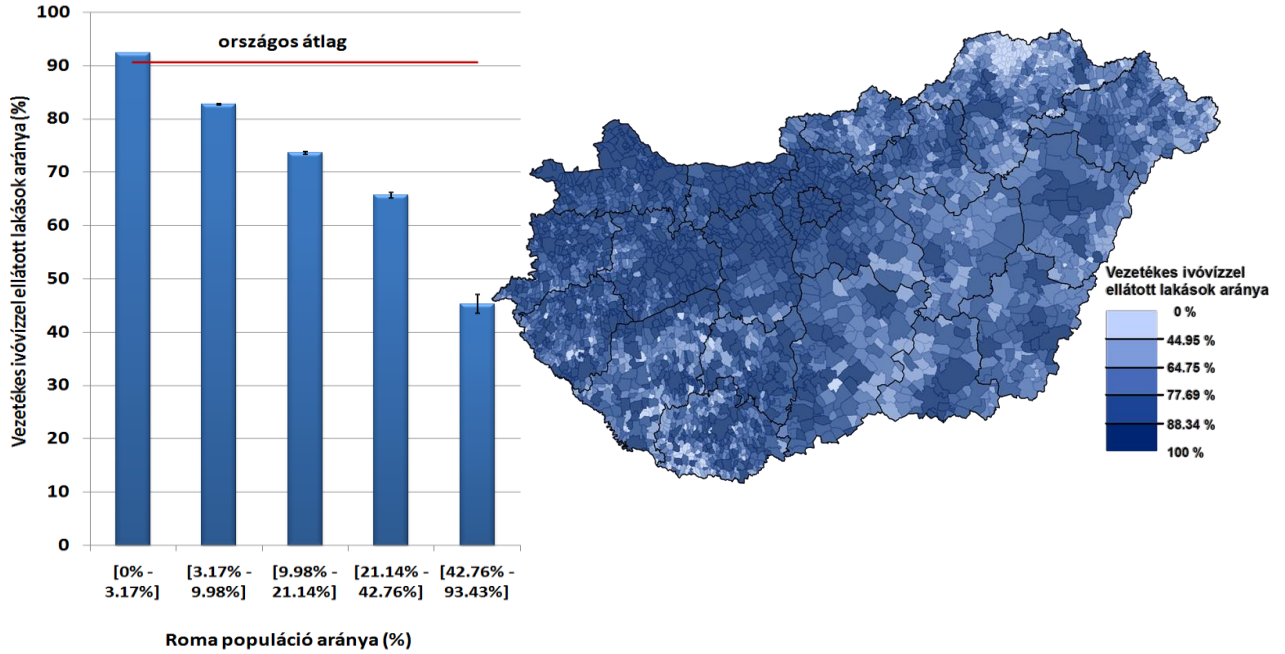 Vezetékes ivóvízzel ellátott lakások aránya (%)
100
90
80
70
60
50
40
30
20
10
0
országos átlag
[0% - 3.17%]
[3.17% - 9.98%]
[9.98% - 21.14%]
[21.14% - 42.76%]
[42.76% - 93.43%]
Roma populáció aránya (%)
Vezetékes ivóvízzel
ellátott lakások aránya
0 %
44.95 %
64.75 %
77.69 %
88.34 %
100 %